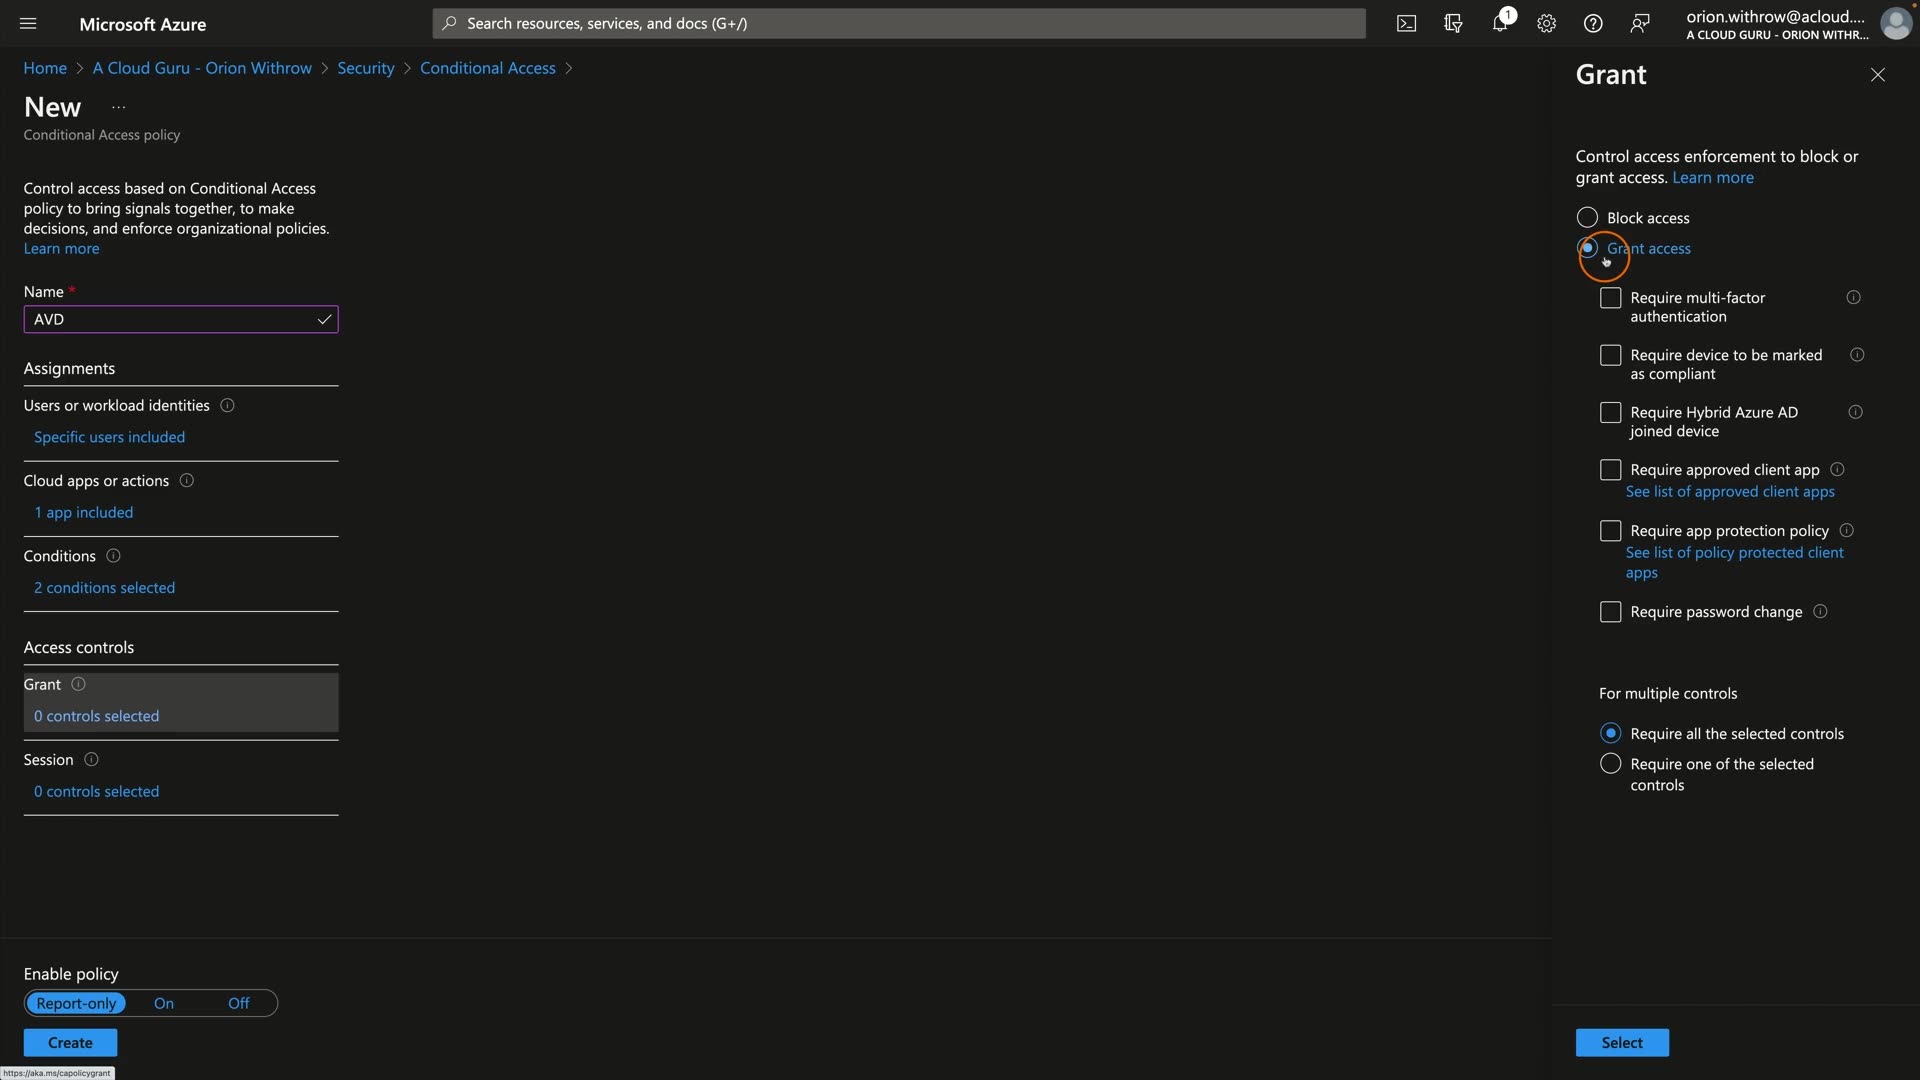 Microsoft Azure
Search resources, services, and docs (G+/)
1
orion.withrow@acloud....
A CLOUD GURU - ORION WITHR...
Home > A Cloud Guru - Orion Withrow > Security > Conditional Access >
New ...
Conditional Access policy
Control access based on Conditional Access
policy to bring signals together, to make
decisions, and enforce organizational policies.
Learn more
Name *
AVD
Assignments
Users or workload identities
Specific users included
Cloud apps or actions
1 app included
Conditions
2 conditions selected
Access controls
Grant
0 controls selected
Session
0 controls selected
Enable policy
Report-only On Off
Create
https://aka.ms/capolicygrant
Grant
Control access enforcement to block or
grant access. Learn more
Block access
Grant access
Require multi-factor
authentication
Require device to be marked
as compliant
Require Hybrid Azure AD
joined device
Require approved client app
See list of approved client apps
Require app protection policy
See list of policy protected client
apps
Require password change
For multiple controls
Require all the selected controls
Require one of the selected
controls
Select